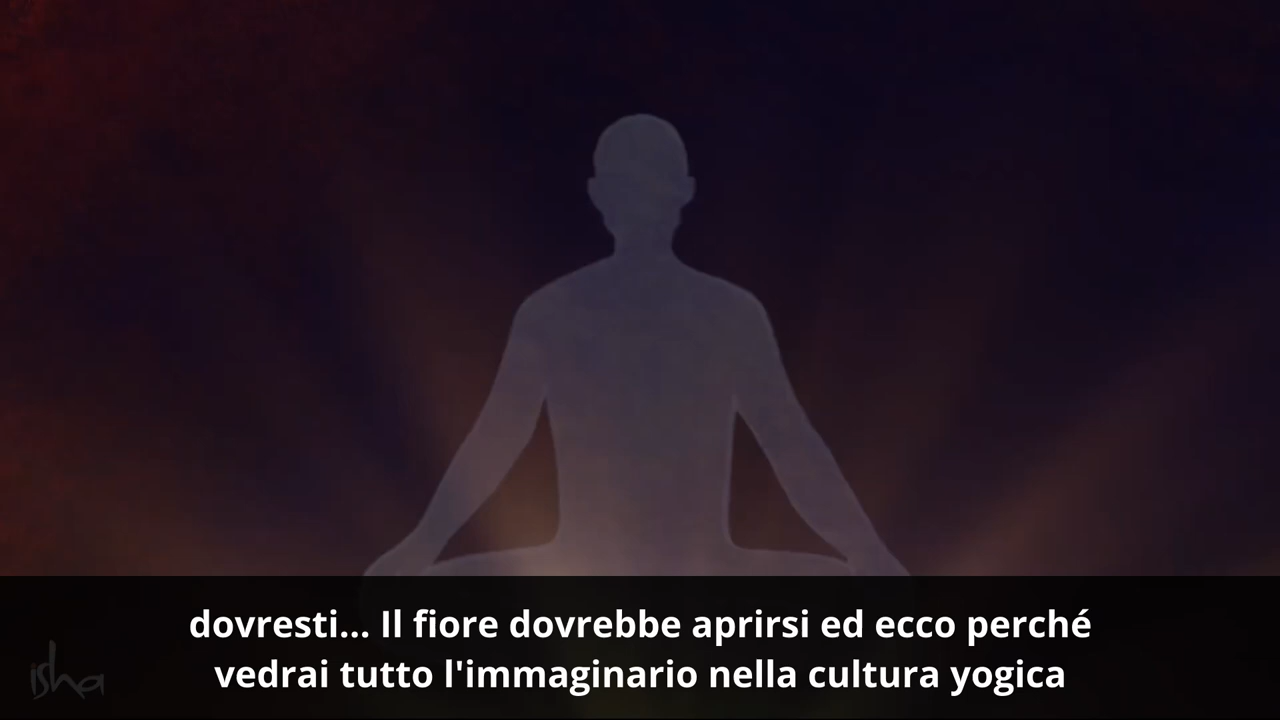 dovresti... Il fiore dovrebbe aprirsi ed ecco perché
vedrai tutto l'immaginario nella cultura yogica
isha